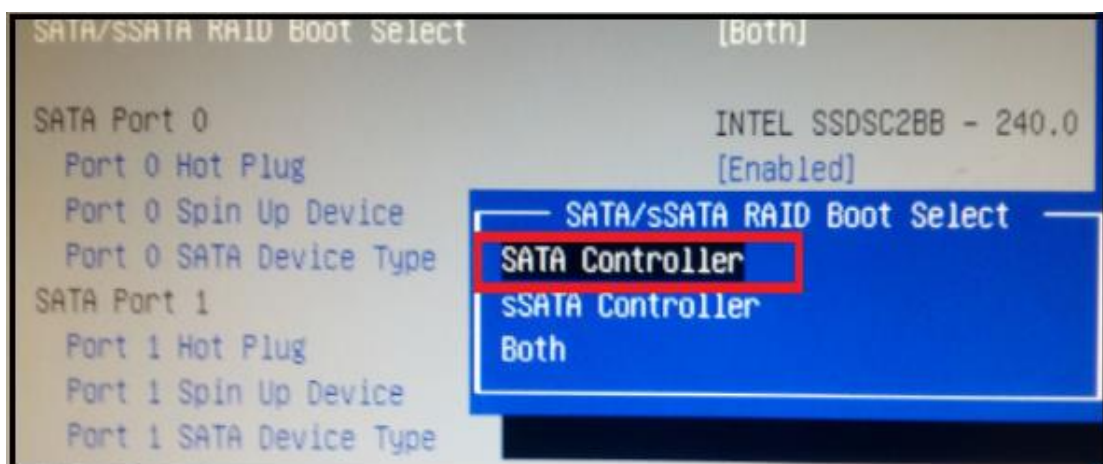 SATA/sSATA RAID Boot Select [Both]
SATA Port 0 INTEL SSDSC2BB - 240.0
Port 0 Hot Plug [Enabled]
Port 0 Spin Up Device
Port 0 SATA Device Type
SATA Port 1
Port 1 Hot Plug
Port 1 Spin Up Device
Port 1 SATA Device Type
SATA/sSATA RAID Boot Select
SATA Controller
sSATA Controller
Both